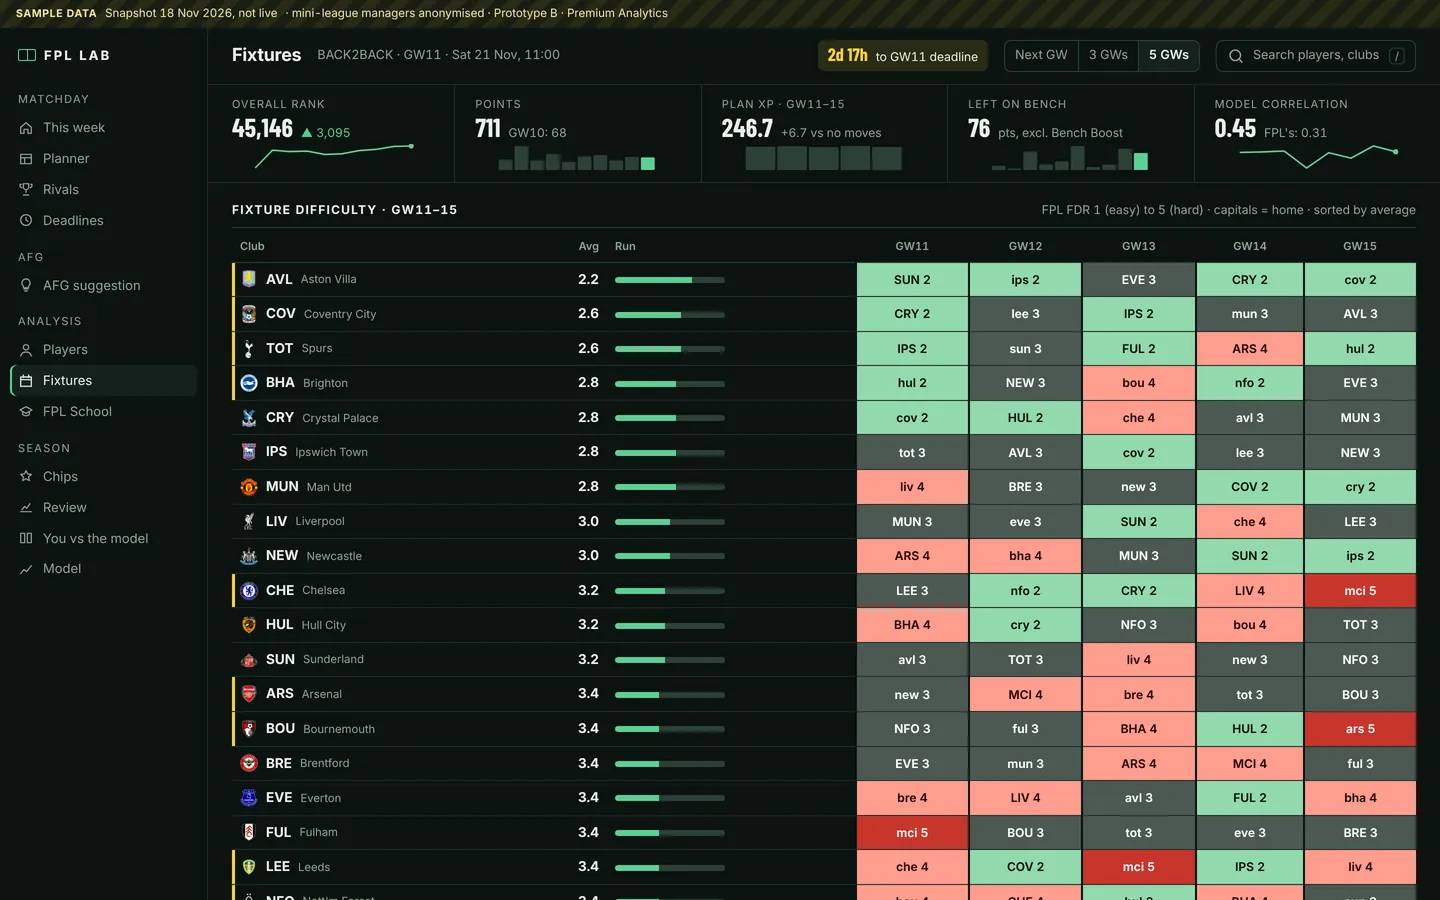 SAMPLE DATA Snapshot 18 Nov 2026, not live · mini-league managers anonymised · Prototype B · Premium Analytics
FPL LAB
MATCHDAY
This week
Planner
Rivals
Deadlines
AFG
AFG suggestion
ANALYSIS
Players
Fixtures
FPL School
SEASON
Chips
Review
You vs the model
Model
Fixtures BACK2BACK · GW11 · Sat 21 Nov, 11:00
2d 17h to GW11 deadline
Next GW 3 GWs 5 GWs
Search players, clubs /
OVERALL RANK
45,146 ▲ 3,095
POINTS
711 GW10: 68
PLAN XP · GW11–15
246.7 +6.7 vs no moves
LEFT ON BENCH
76 pts, excl. Bench Boost
MODEL CORRELATION
0.45 FPL's: 0.31
FIXTURE DIFFICULTY · GW11–15
FPL FDR 1 (easy) to 5 (hard) · capitals = home · sorted by average
Club Avg Run GW11 GW12 GW13 GW14 GW15
AVL Aston Villa 2.2 SUN 2 ips 2 EVE 3 CRY 2 cov 2
COV Coventry City 2.6 CRY 2 lee 3 IPS 2 mun 3 AVL 3
TOT Spurs 2.6 IPS 2 sun 3 FUL 2 ARS 4 hul 2
BHA Brighton 2.8 hul 2 NEW 3 bou 4 nfo 2 EVE 3
CRY Crystal Palace 2.8 cov 2 HUL 2 che 4 avl 3 MUN 3
IPS Ipswich Town 2.8 tot 3 AVL 3 cov 2 lee 3 NEW 3
MUN Man Utd 2.8 liv 4 BRE 3 new 3 COV 2 cry 2
LIV Liverpool 3.0 MUN 3 eve 3 SUN 2 che 4 LEE 3
NEW Newcastle 3.0 ARS 4 bha 4 MUN 3 SUN 2 ips 2
CHE Chelsea 3.2 LEE 3 nfo 2 CRY 2 LIV 4 mci 5
HUL Hull City 3.2 BHA 4 cry 2 NFO 3 bou 4 TOT 3
SUN Sunderland 3.2 avl 3 TOT 3 liv 4 new 3 NFO 3
ARS Arsenal 3.4 new 3 MCI 4 bre 4 tot 3 BOU 3
BOU Bournemouth 3.4 NFO 3 ful 3 BHA 4 HUL 2 ars 5
BRE Brentford 3.4 EVE 3 mun 3 ARS 4 MCI 4 ful 3
EVE Everton 3.4 bre 4 LIV 4 avl 3 FUL 2 bha 4
FUL Fulham 3.4 mci 5 BOU 3 tot 3 eve 3 BRE 3
LEE Leeds 3.4 che 4 COV 2 mci 5 IPS 2 liv 4